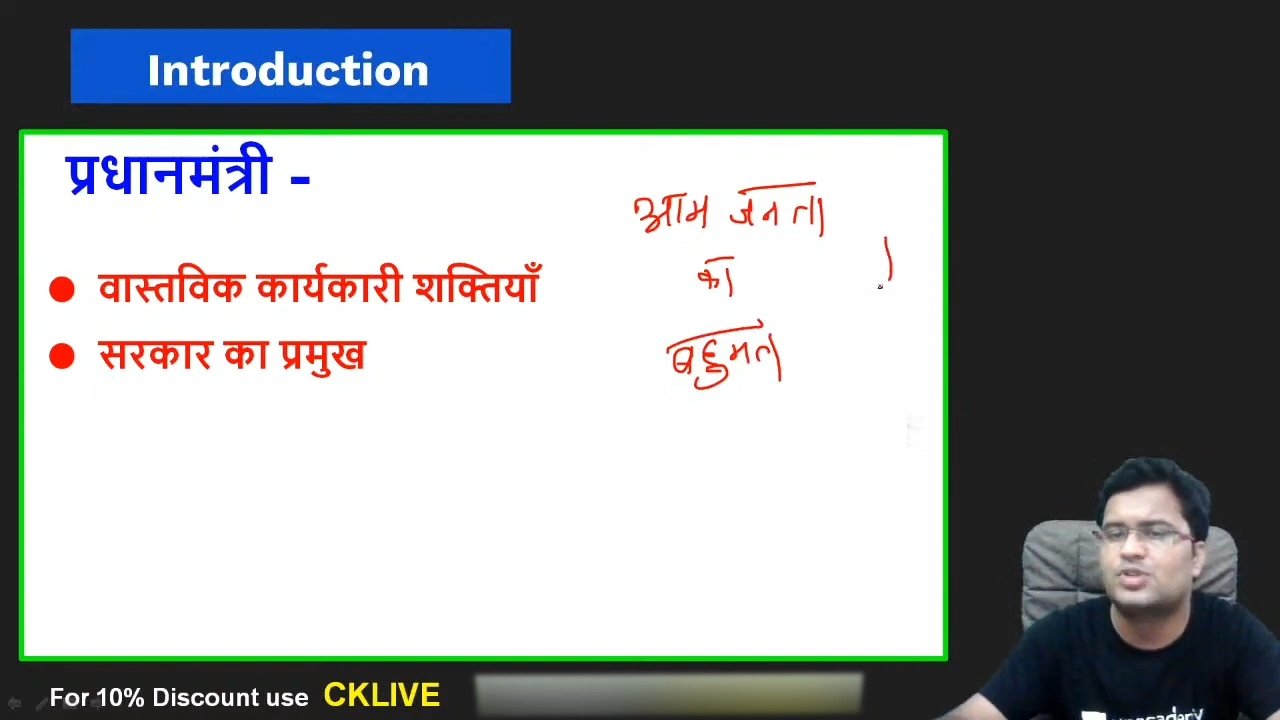 Introduction
प्रधानमंत्री -
● वास्तविक कार्यकारी शक्तियाँ
● सरकार का प्रमुख
आम जनता
का
बहुमत
For 10% Discount use CKLIVE